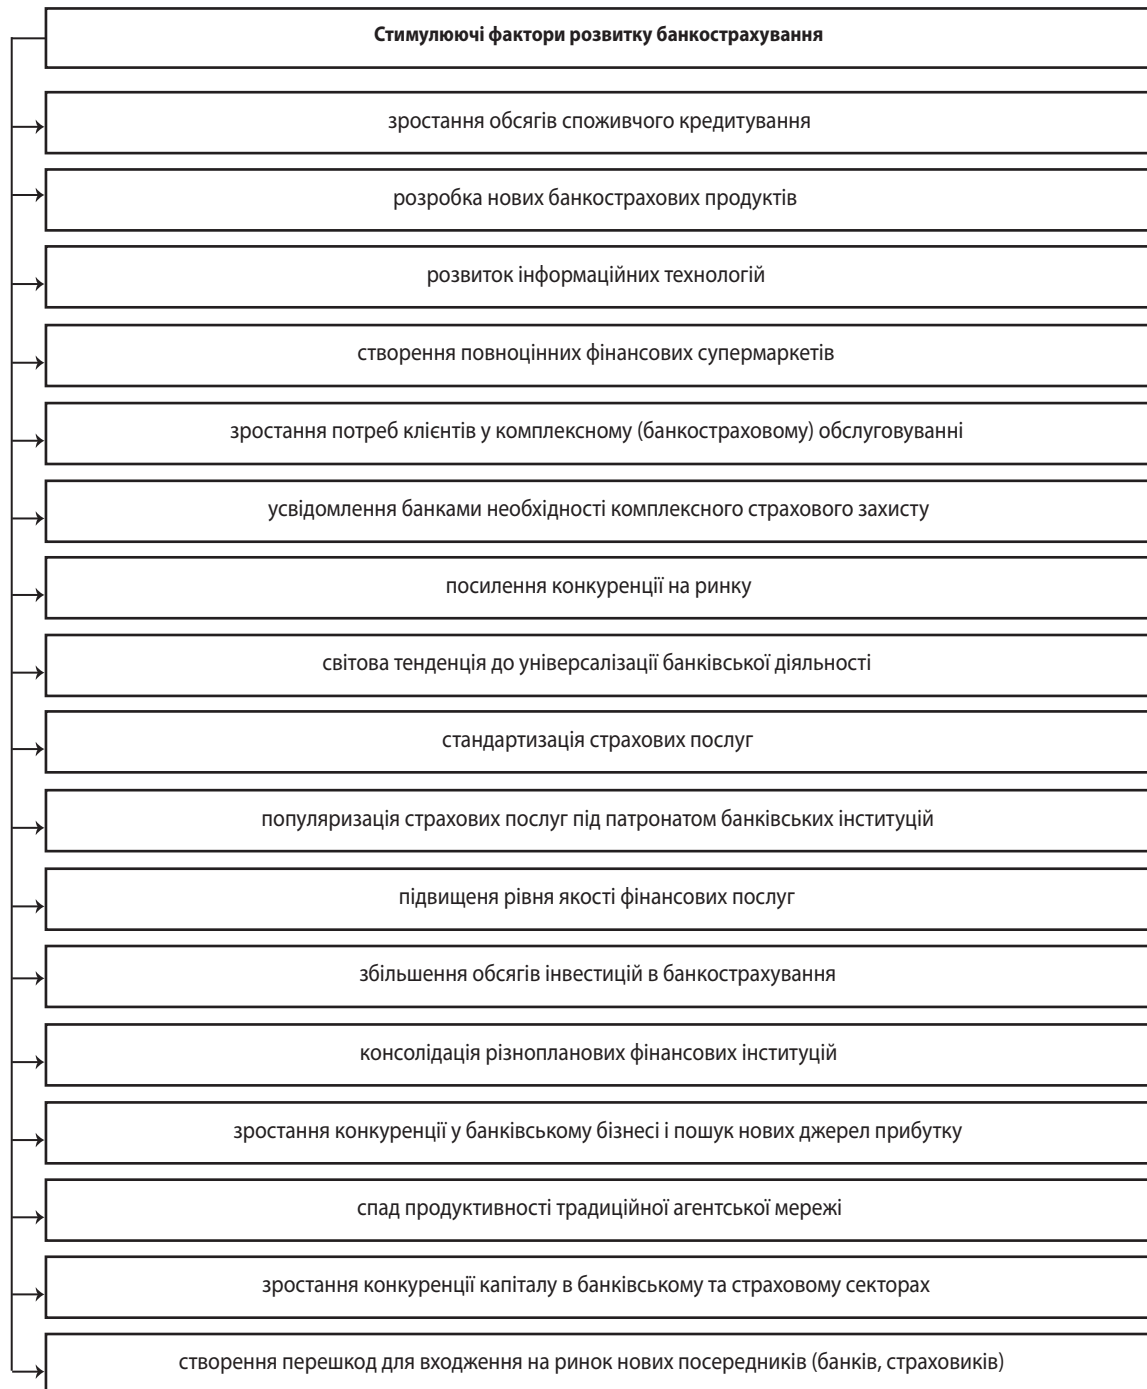 Стимулюючі фактори розвитку банкострахування
зростання обсягів споживчого кредитування
розробка нових банкострахових продуктів
розвиток інформаційних технологій
створення повноцінних фінансових супермаркетів
зростання потреб клієнтів у комплексному (банкостраховому) обслуговуванні
усвідомлення банками необхідності комплексного страхового захисту
посилення конкуренції на ринку
світова тенденція до універсалізації банківської діяльності
стандартизація страхових послуг
популяризація страхових послуг під патронатом банківських інституцій
підвищеня рівня якості фінансових послуг
збільшення обсягів інвестицій в банкострахування
консолідація різнопланових фінансових інституцій
зростання конкуренції у банківському бізнесі і пошук нових джерел прибутку
спад продуктивності традиційної агентської мережі
зростання конкуренції капіталу в банківському та страховому секторах
створення перешкод для входження на ринок нових посередників (банків, страховиків)